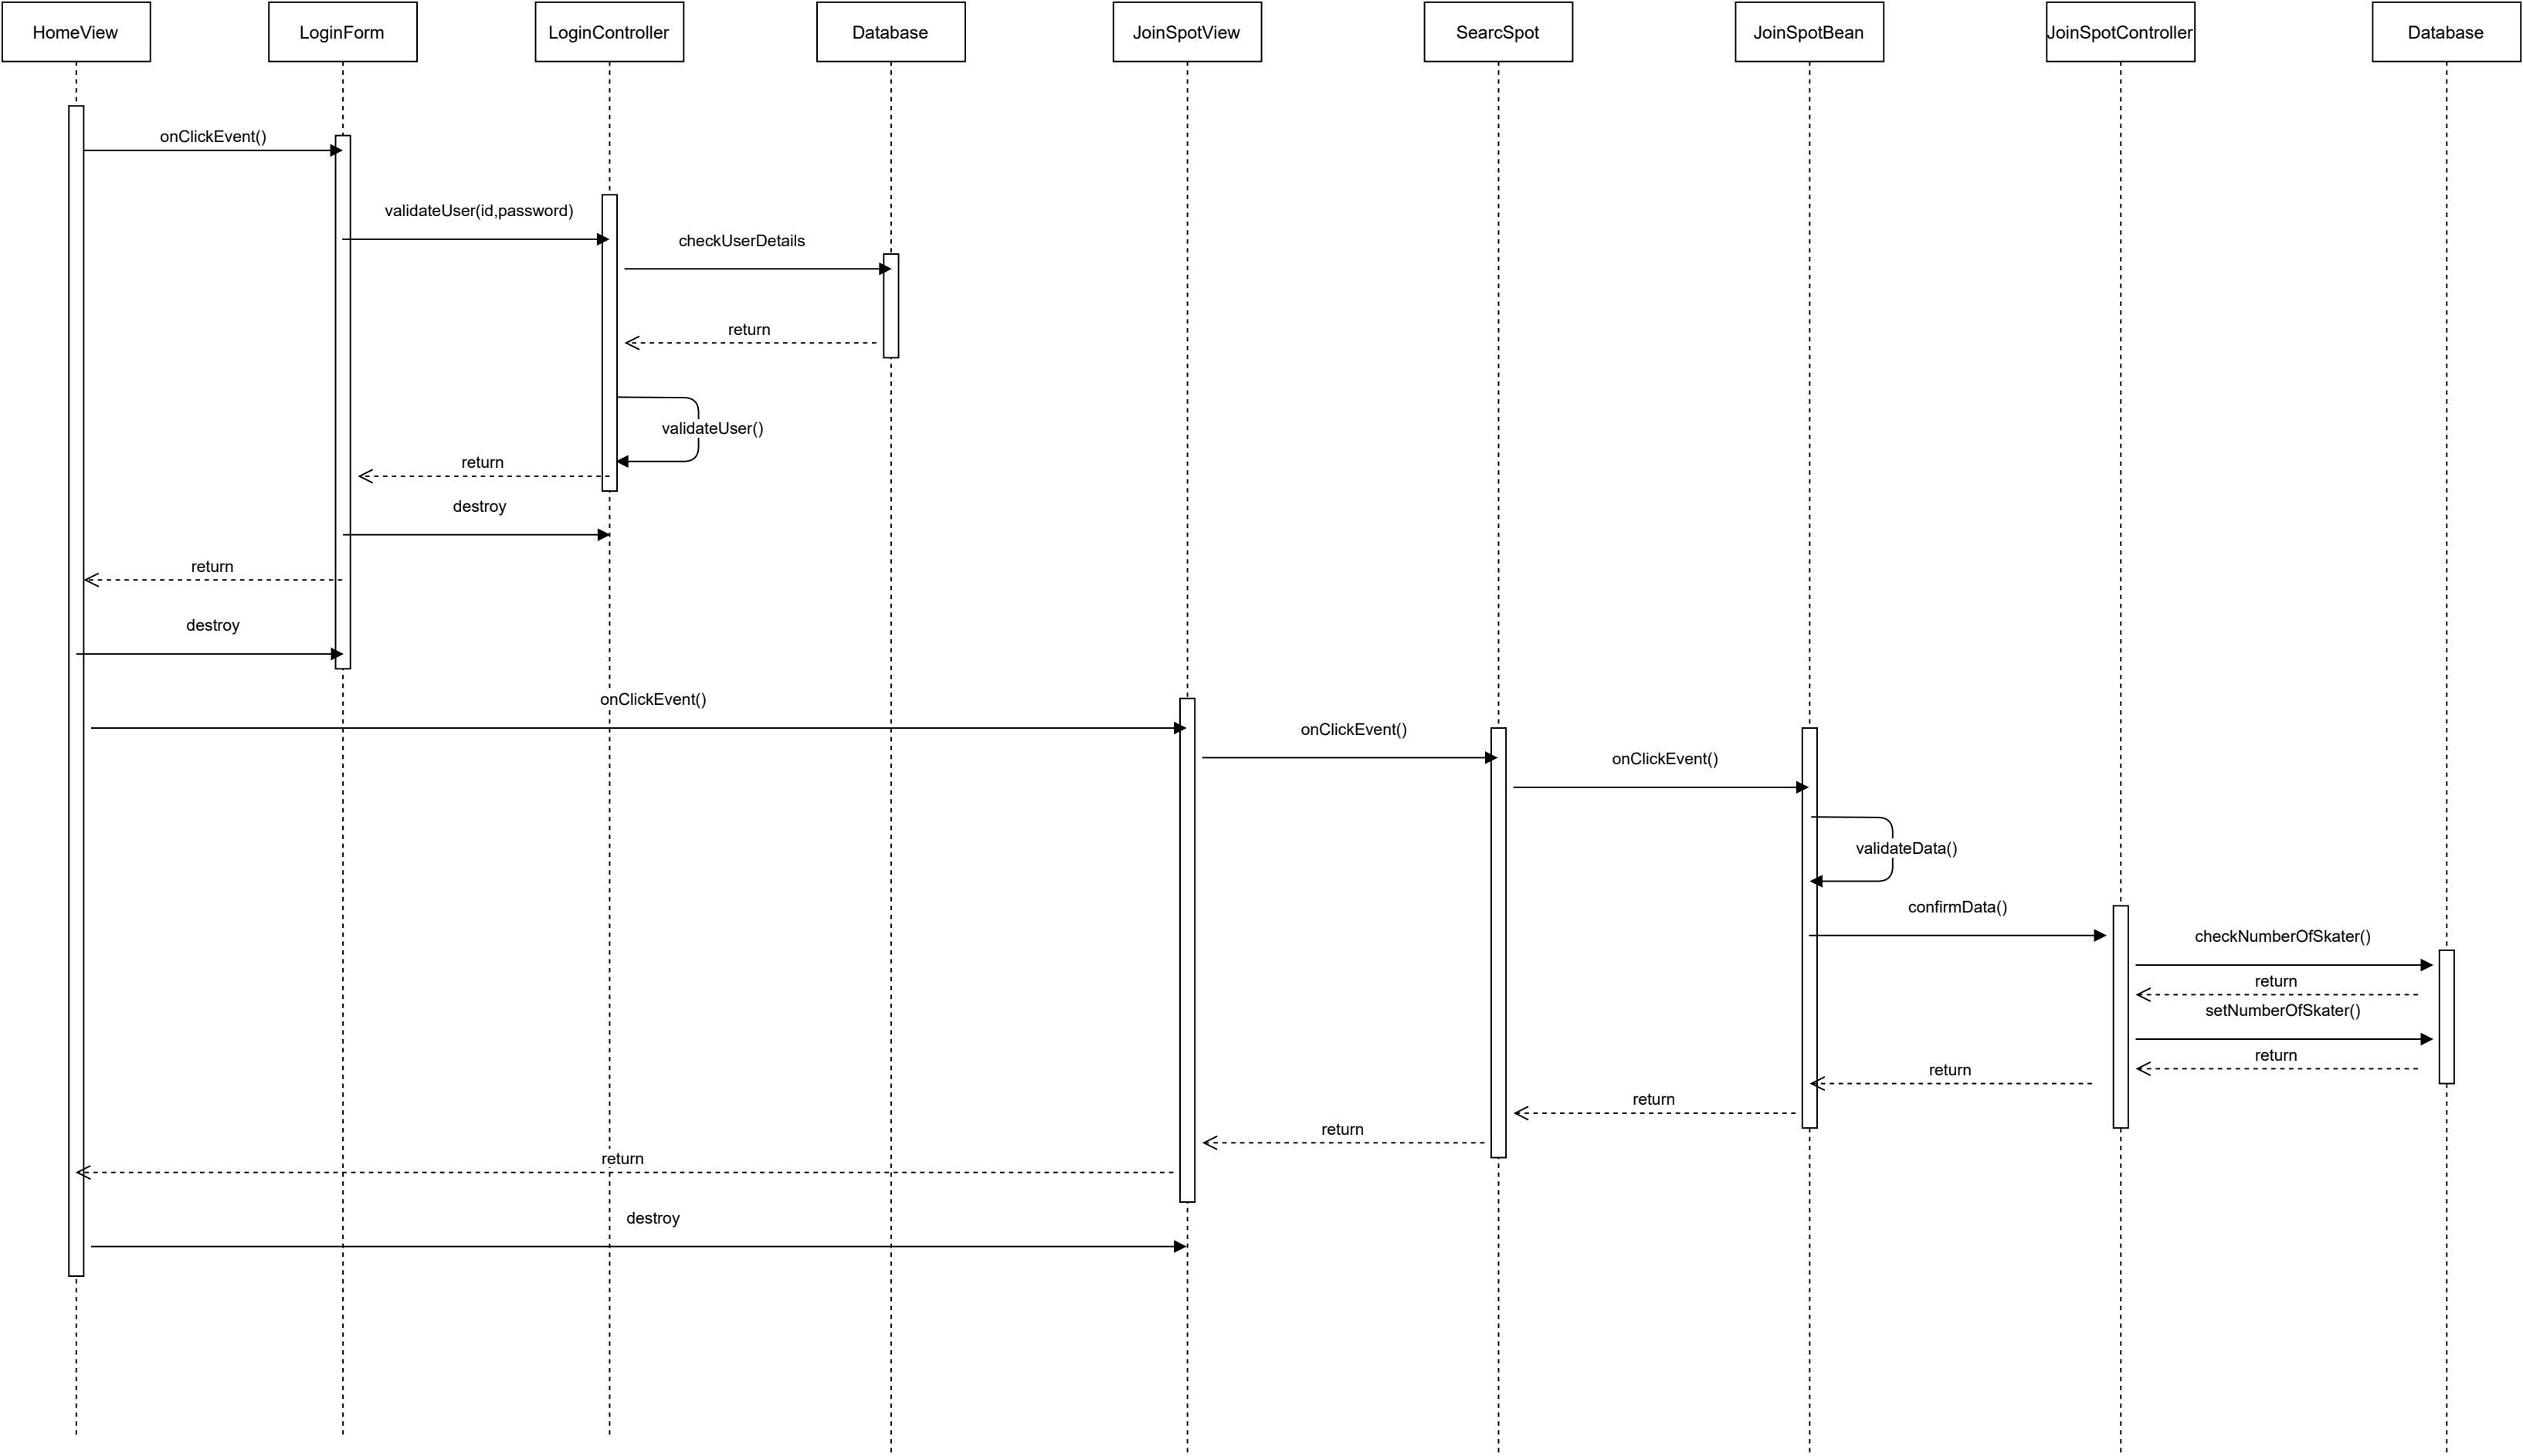 HomeView
LoginForm
LoginController
Database
JoinSpotView
SearcSpot
JoinSpotBean
JoinSpotController
Database
onClickEvent()
validateUser(id,password)
checkUserDetails
return
validateUser()
return
destroy
return
destroy
onClickEvent()
onClickEvent()
onClickEvent()
validateData()
confirmData()
checkNumberOfSkater()
return
setNumberOfSkater()
return
return
return
return
return
destroy